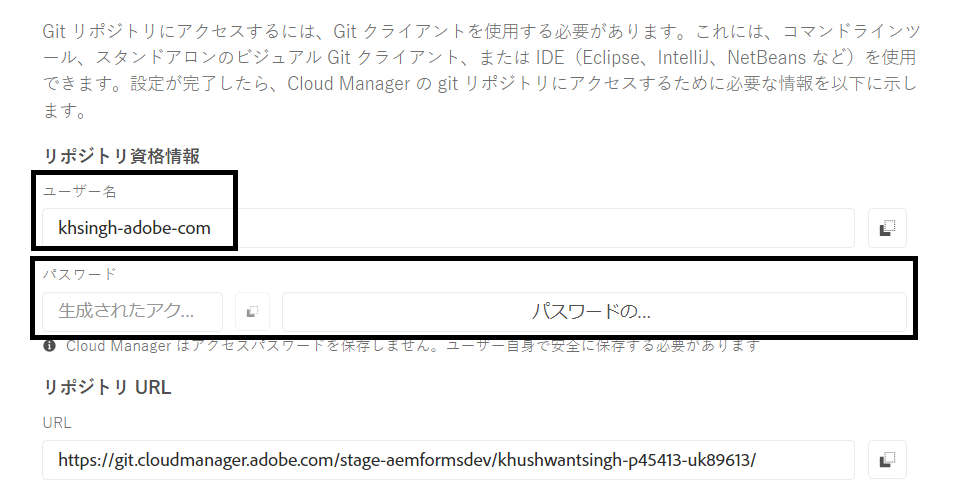 Git リポジトリにアクセスするには、Git クライアントを使用する必要があります。これには、コマンドラインツ
ール、スタンドアロンのビジュアル Git クライアント、または IDE（Eclipse、IntelliJ、NetBeans など）を使用
できます。設定が完了したら、Cloud Manager の git リポジトリにアクセスするために必要な情報を以下に示し
ます。
リポジトリ資格情報
ユーザー名
khsingh-adobe-com
パスワード
生成されたアク... パスワードの...
Cloud Manager はアクセスパスワードを保存しません。ユーザー自身で安全に保存する必要があります
リポジトリ URL
URL
https://git.cloudmanager.adobe.com/stage-aemformsdev/khushwantsingh-p45413-uk89613/